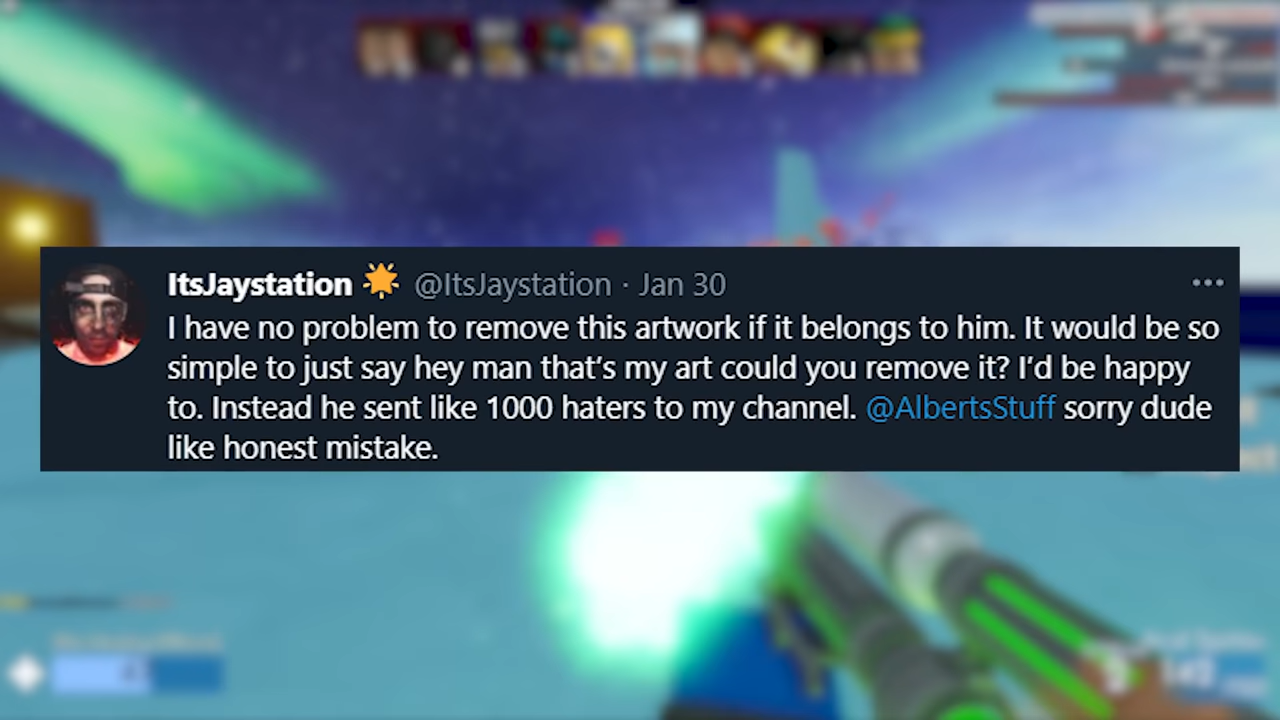 ItsJaystation 🌟 @ItsJaystation · Jan 30
I have no problem to remove this artwork if it belongs to him. It would be so
simple to just say hey man that's my art could you remove it? I'd be happy
to. Instead he sent like 1000 haters to my channel. @AlbertsStuff sorry dude
like honest mistake.